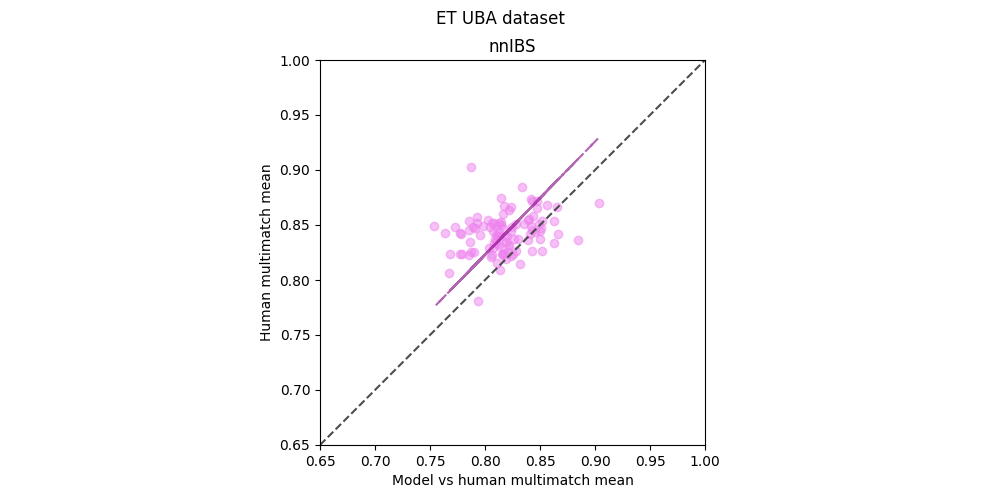 ET UBA dataset
nnIBS
1.00
0.95
0.90
0.85
0.80
0.75
0.70
0.65
Human multimatch mean
0.65 0.70 0.75 0.80 0.85 0.90 0.95 1.00
Model vs human multimatch mean